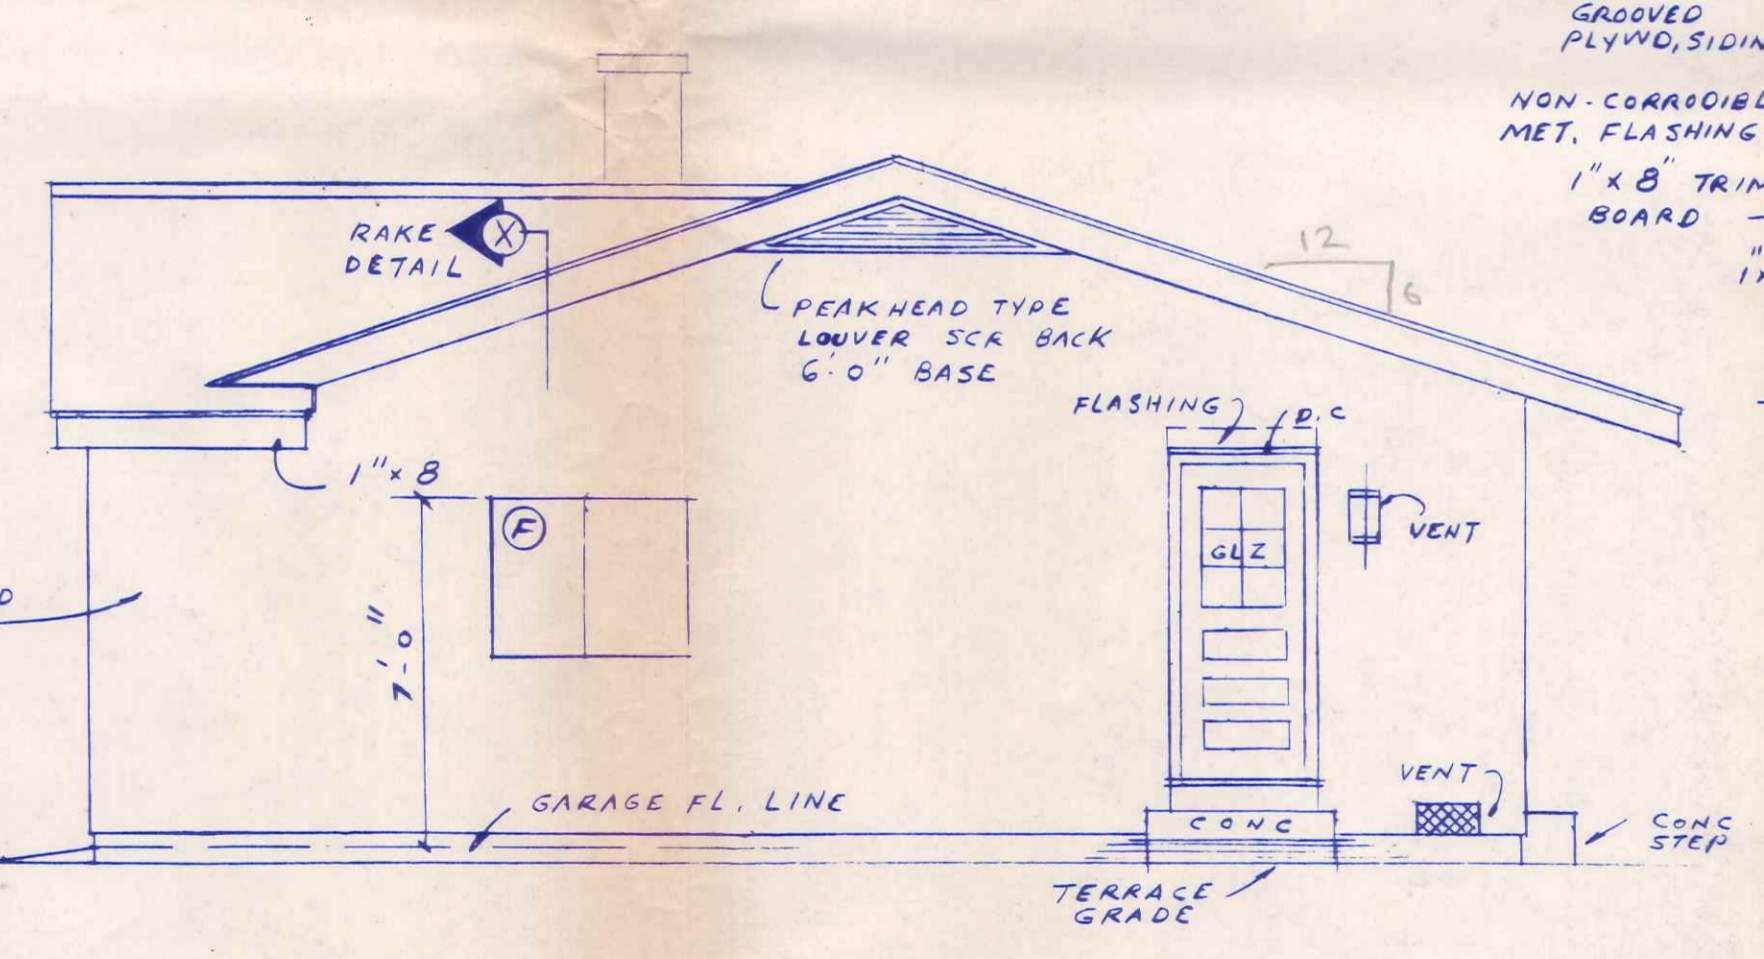 GROOVED
PLYWD, SIDIN
NON-CORRODIBL
MET. FLASHING
1" x 8" TRIM
BOARD
RAKE
DETAIL
X
12
6
PEAK HEAD TYPE
LOUVER SCR BACK
6'0" BASE
FLASHING
D.C
1" x 8
F
GLZ
VENT
7'-0"
GARAGE FL. LINE
VENT
CONC
CONC
STEP
TERRACE
GRADE